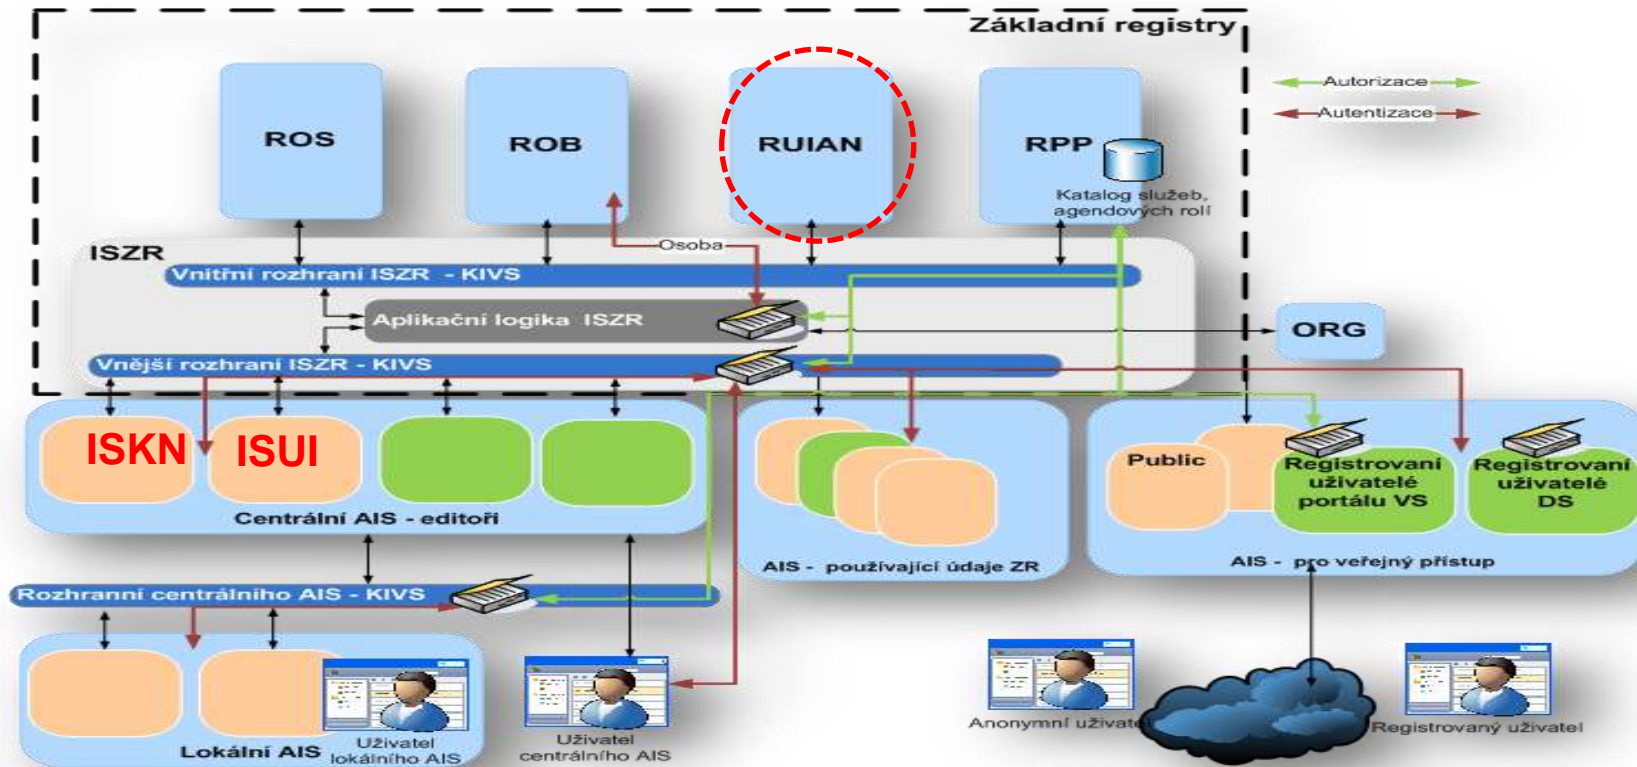 Základní registry
Autorizace
Autentizace
ROS
ROB
RUIAN
RPP
Katalog služeb,
agendových rolí
ISZR
Osoba
Vnitřní rozhraní ISZR - KIVS
Aplikační logika ISZR
ORG
Vnější rozhraní ISZR - KIVS
ISKN
ISUI
Centrální AIS - editoři
AIS - používající údaje ZR
Public
Registrovaní
uživatelé
portálu VS
Registrovaní
uživatelé
DS
AIS - pro veřejný přístup
Rozhranní centrálního AIS - KIVS
Lokální AIS
Uživatel
lokálního AIS
Uživatel
centrálního AIS
Anonymní uživatel
Registrovaný uživatel